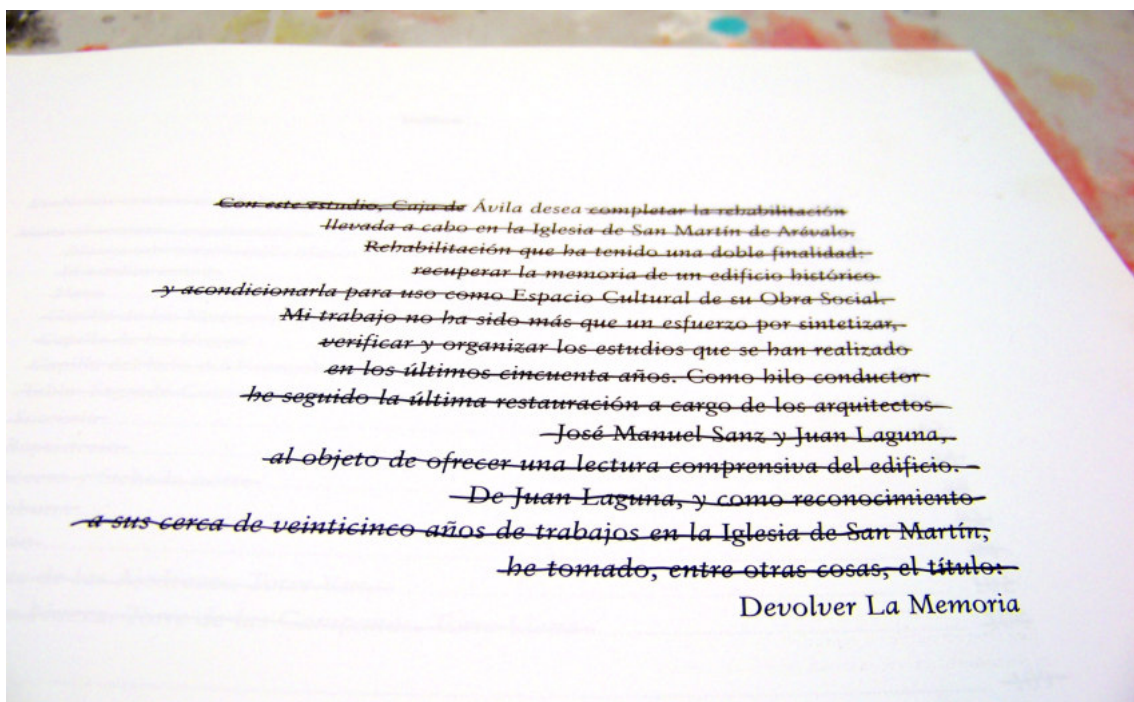 Con este estudio, Caja de Ávila desea completar la rehabilitación
llevada a cabo en la Iglesia de San Martín de Arévalo.
Rehabilitación que ha tenido una doble finalidad:
recuperar la memoria de un edificio histórico
y acondicionarla para uso como Espacio Cultural de su Obra Social.
Mi trabajo no ha sido más que un esfuerzo por sintetizar,
verificar y organizar los estudios que se han realizado
en los últimos cincuenta años. Como hilo conductor
he seguido la última restauración a cargo de los arquitectos
José Manuel Sanz y Juan Laguna,
al objeto de ofrecer una lectura comprensiva del edificio.
De Juan Laguna, y como reconocimiento
a sus cerca de veinticinco años de trabajos en la Iglesia de San Martín,
he tomado, entre otras cosas, el título:
Devolver La Memoria